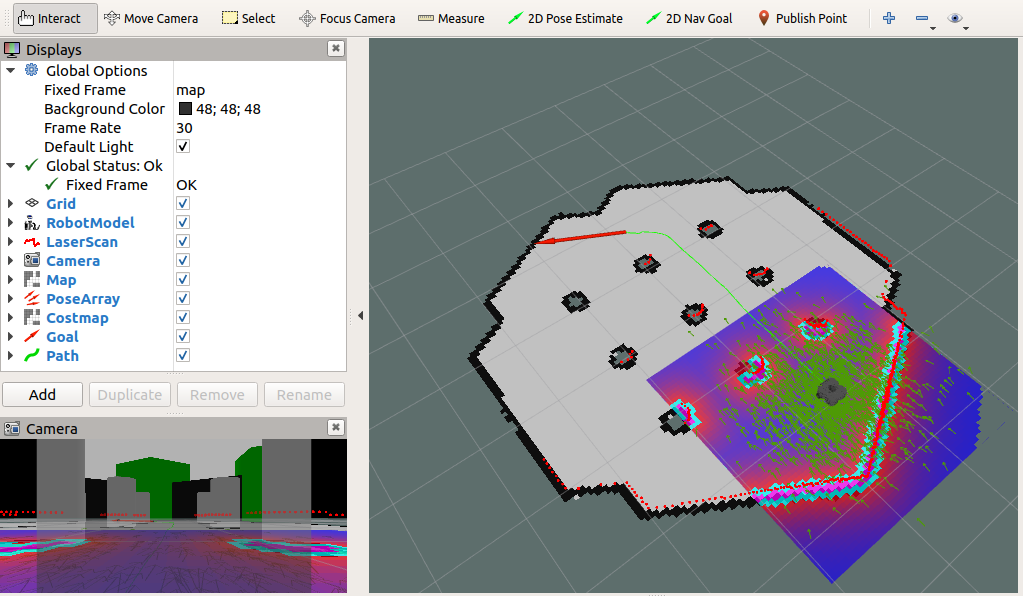 Interact Move Camera Select Focus Camera Measure 2D Pose Estimate 2D Nav Goal Publish Point
Displays
Global Options
Fixed Frame map
Background Color 48; 48; 48
Frame Rate 30
Default Light
Global Status: Ok
Fixed Frame OK
Grid
RobotModel
LaserScan
Camera
Map
PoseArray
Costmap
Goal
Path
Add Duplicate Remove Rename
Camera